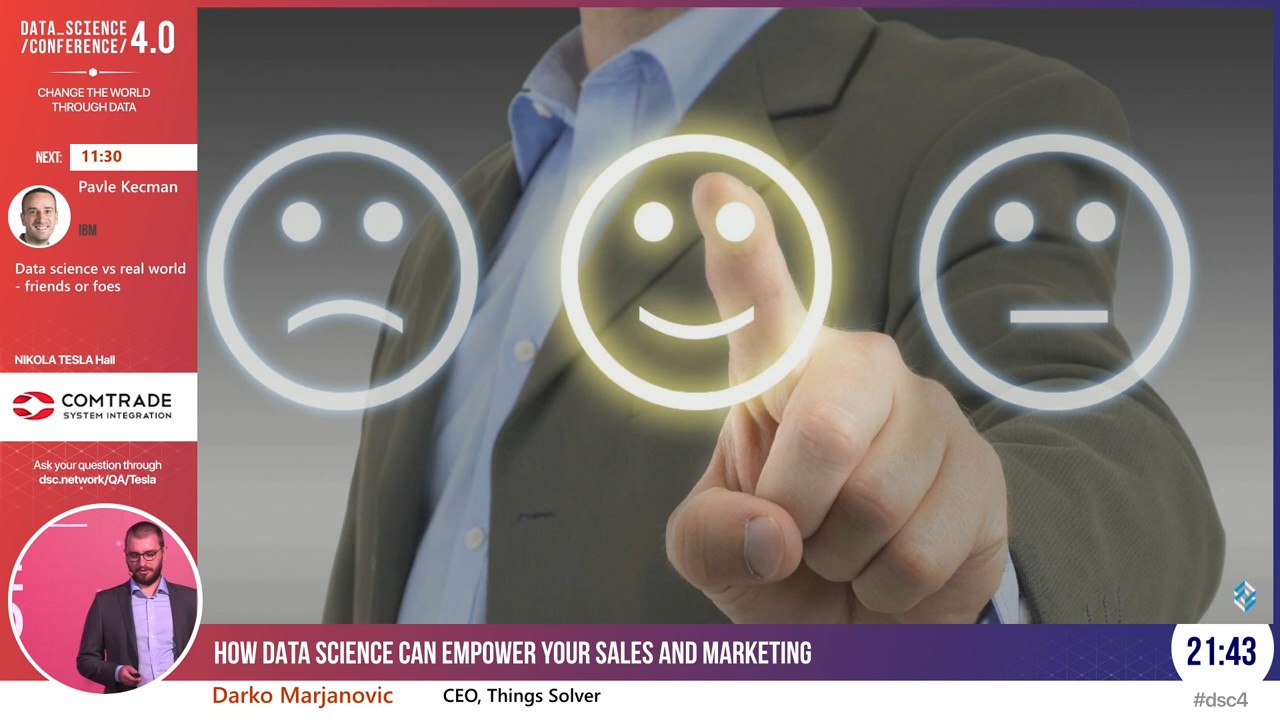 DATA_SCIENCE
/CONFERENCE/ 4.0
CHANGE THE WORLD
THROUGH DATA
NEXT: 11:30
Pavle Kecman
IBM
Data science vs real world
- friends or foes
NIKOLA TESLA Hall
COMTRADE
SYSTEM INTEGRATION
Ask your question through
dsc.network/QA/Tesla
HOW DATA SCIENCE CAN EMPOWER YOUR SALES AND MARKETING
21:43
Darko Marjanovic
CEO, Things Solver
#dsc4